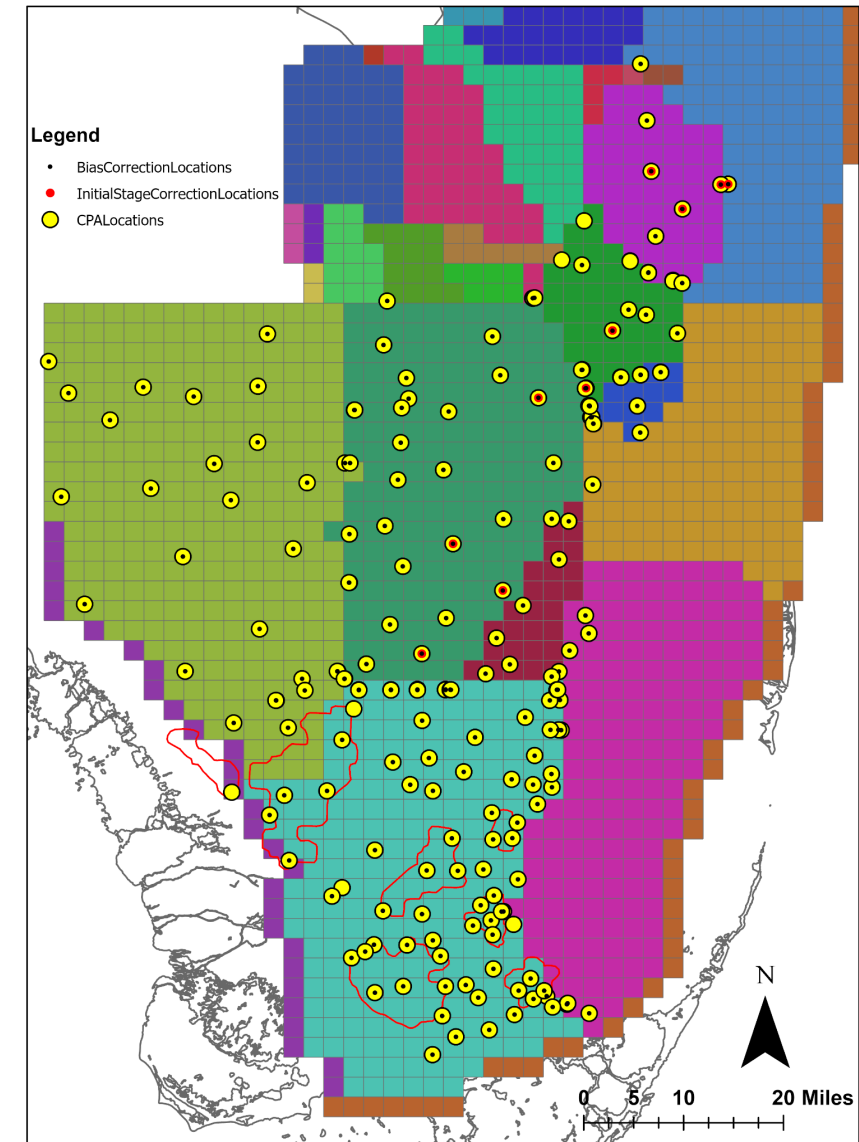 Legend
BiasCorrectionLocations
InitialStageCorrectionLocations
CPALocations
N
0 5 10 20 Miles